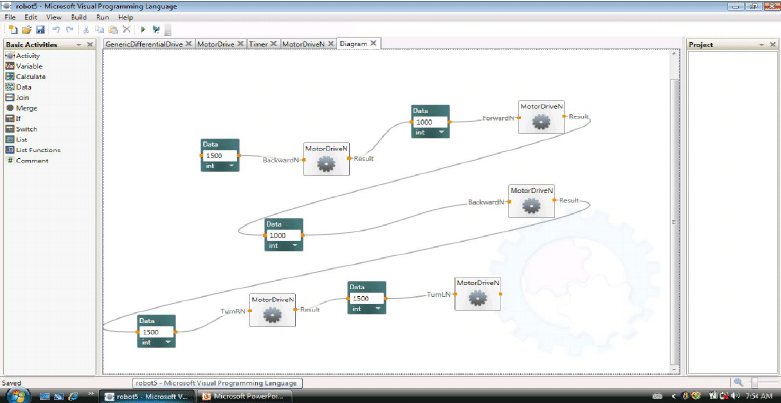 robot5 - Microsoft Visual Programming Language
File Edit View Build Run Help
Basic Activities
Activity
Variable
Calculate
Data
Join
Merge
If
Switch
List
List Functions
Comment
GenericDifferentialDrive MotorDrive Timer MotorDriveN Diagram
Project
Data
1000
int
ForwardN
MotorDriveN
Result
Data
1500
int
BackwardN
MotorDriveN
Result
Data
1000
int
BackwardN
MotorDriveN
Result
Data
1500
int
TurnRN
MotorDriveN
Result
Data
1500
int
TurnLN
MotorDriveN
Saved
robot5 - Microsoft Visual Programming Language
robot5 - Microsoft V...
Microsoft PowerPor...
7:54 AM